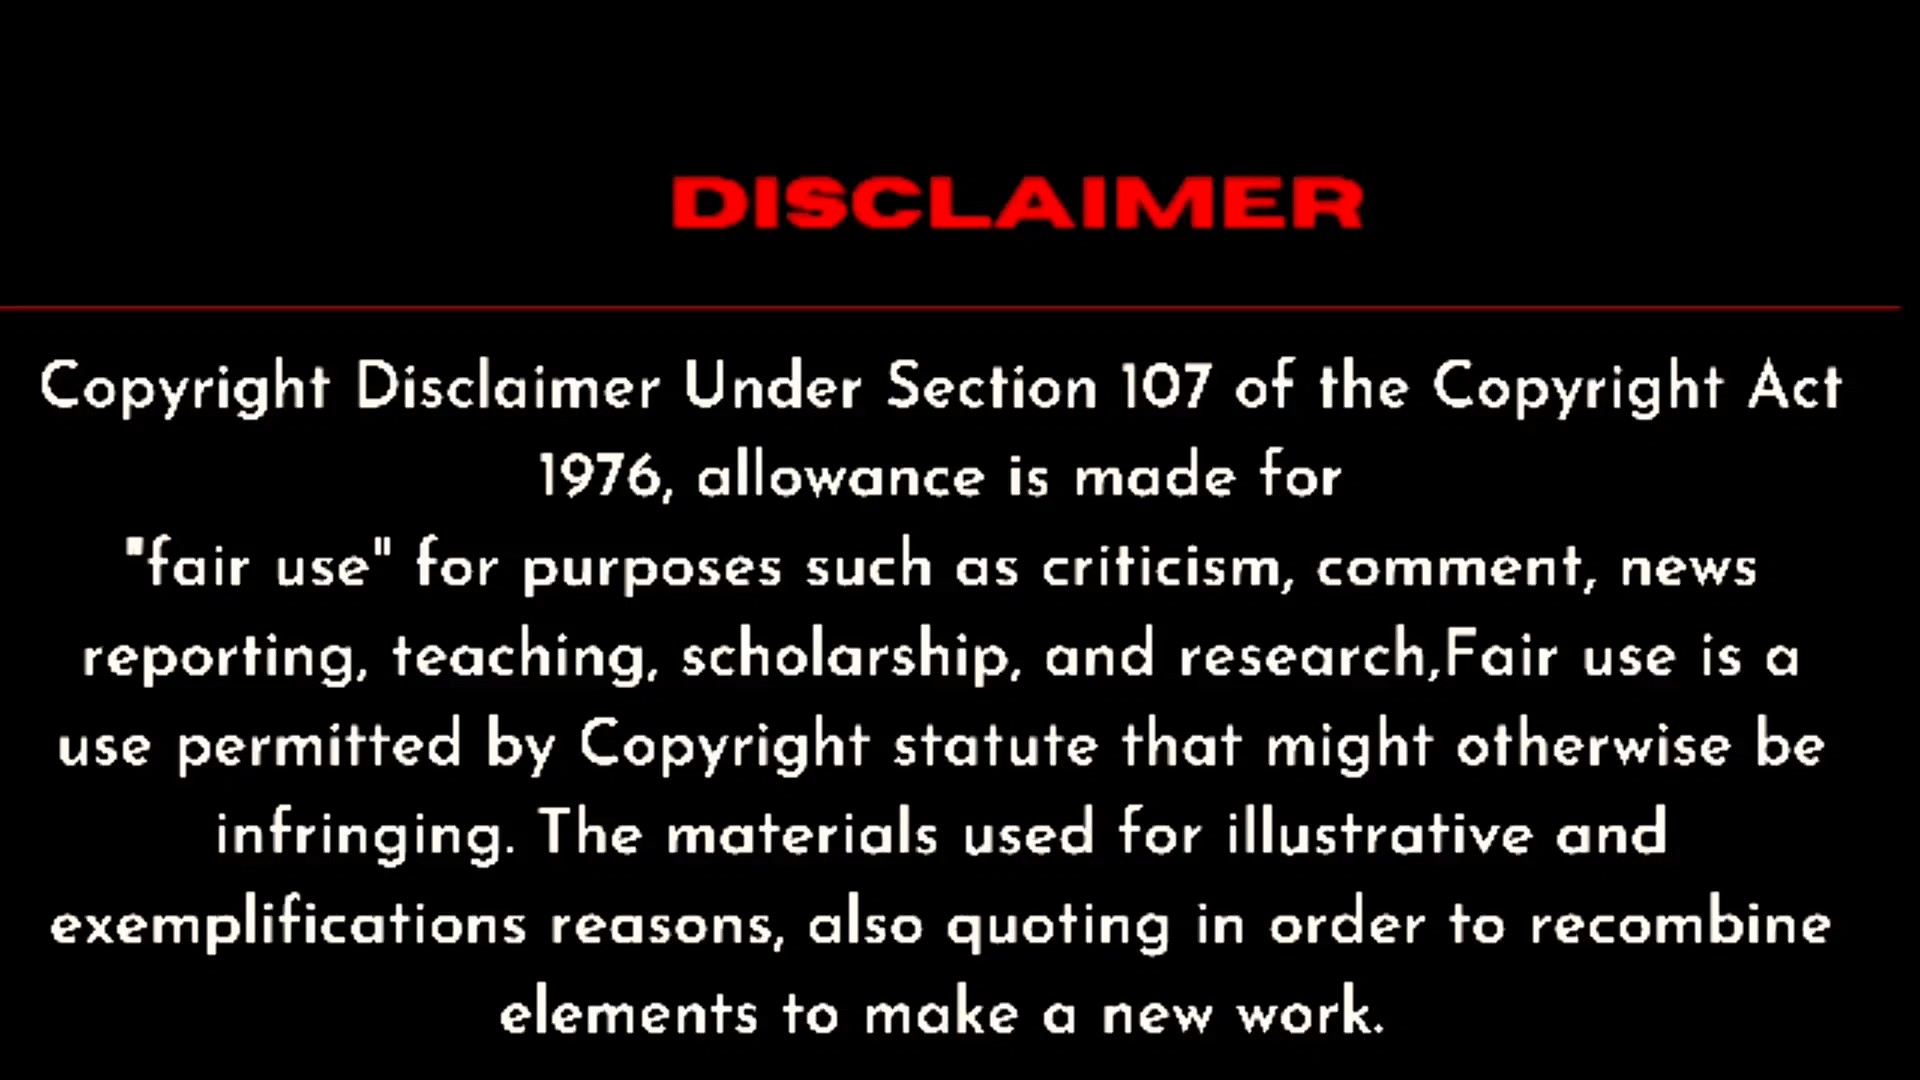 DISCLAIMER
Copyright Disclaimer Under Section 107 of the Copyright Act
1976, allowance is made for
"fair use" for purposes such as criticism, comment, news
reporting, teaching, scholarship, and research,Fair use is a
use permitted by Copyright statute that might otherwise be
infringing. The materials used for illustrative and
exemplifications reasons, also quoting in order to recombine
elements to make a new work.